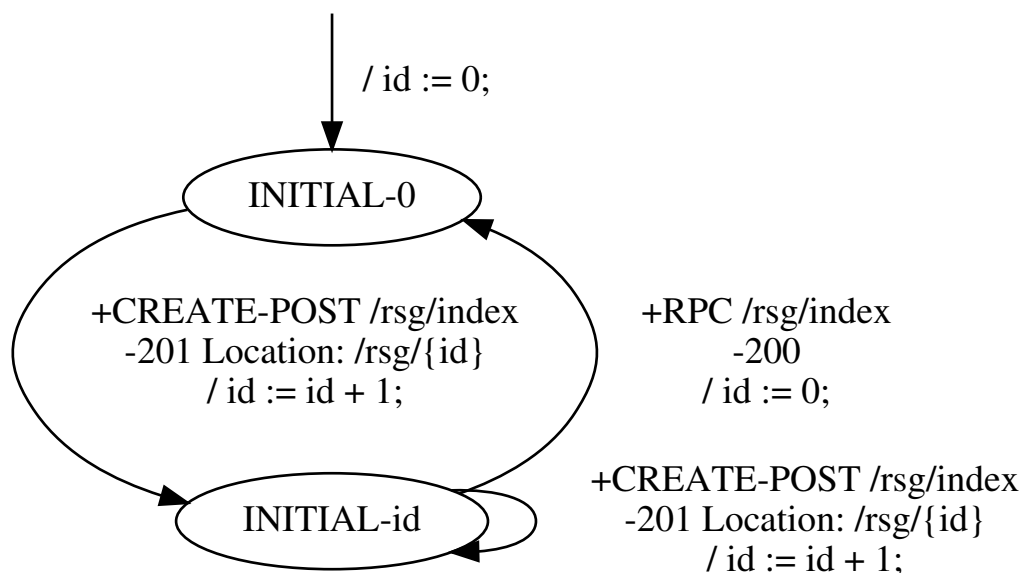 / id := 0;
INITIAL-0
+CREATE-POST /rsg/index
-201 Location: /rsg/{id}
/ id := id + 1;
+RPC /rsg/index
-200
/ id := 0;
INITIAL-id
+CREATE-POST /rsg/index
-201 Location: /rsg/{id}
/ id := id + 1;